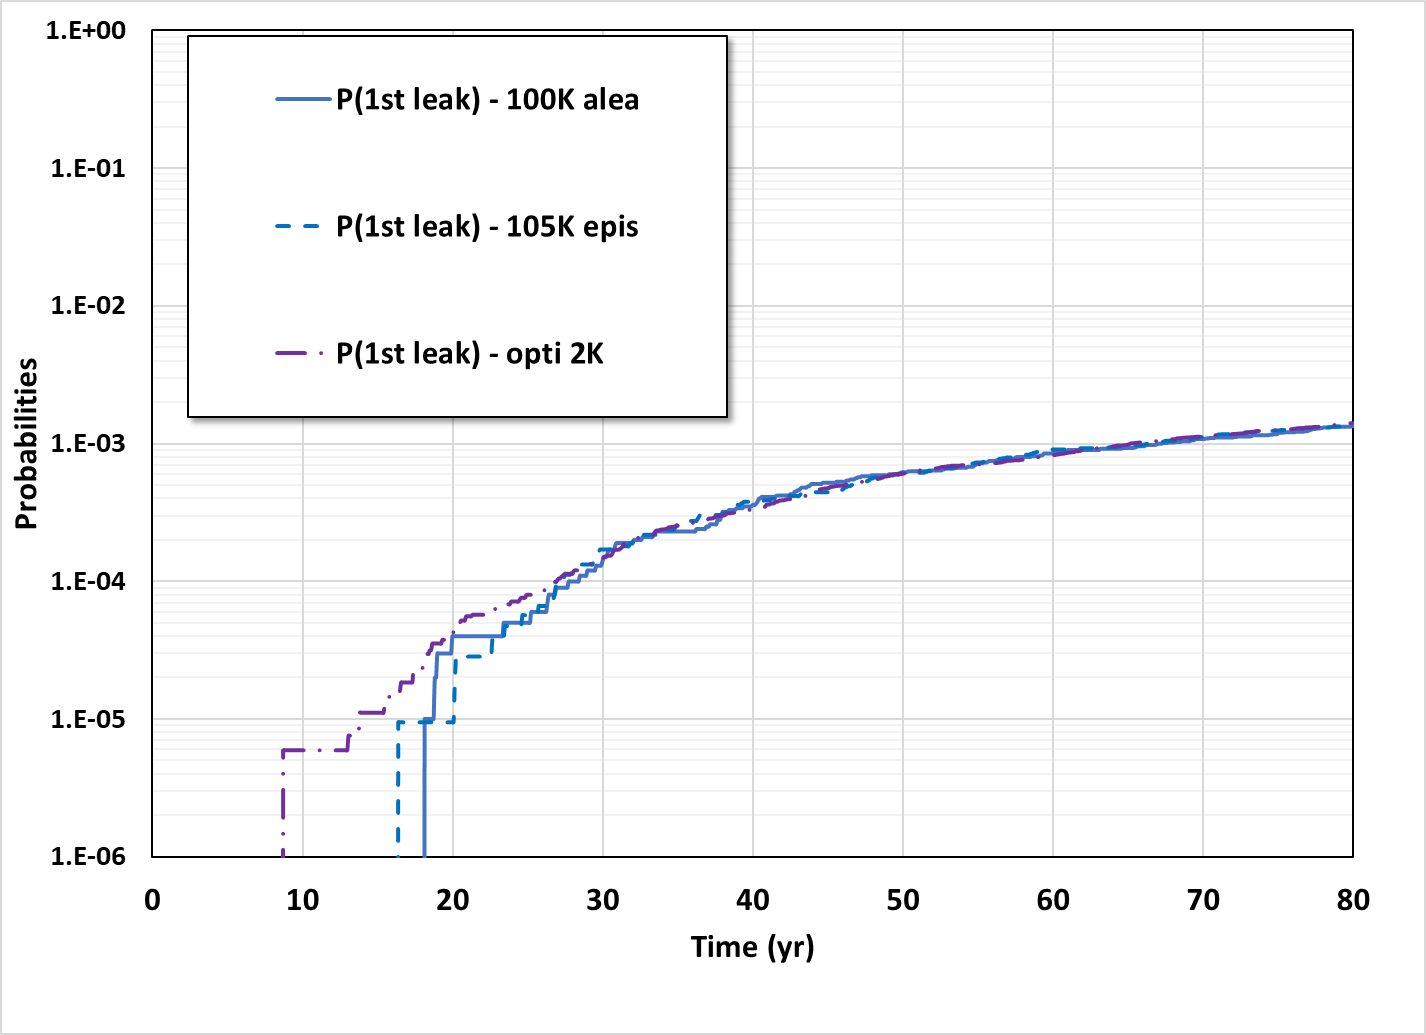 1.E+00
1.E-01
1.E-02
1.E-03
1.E-04
1.E-05
1.E-06
Probabilities
P(1st leak) - 100K alea
P(1st leak) - 105K epis
P(1st leak) - opti 2K
0 10 20 30 40 50 60 70 80
Time (yr)